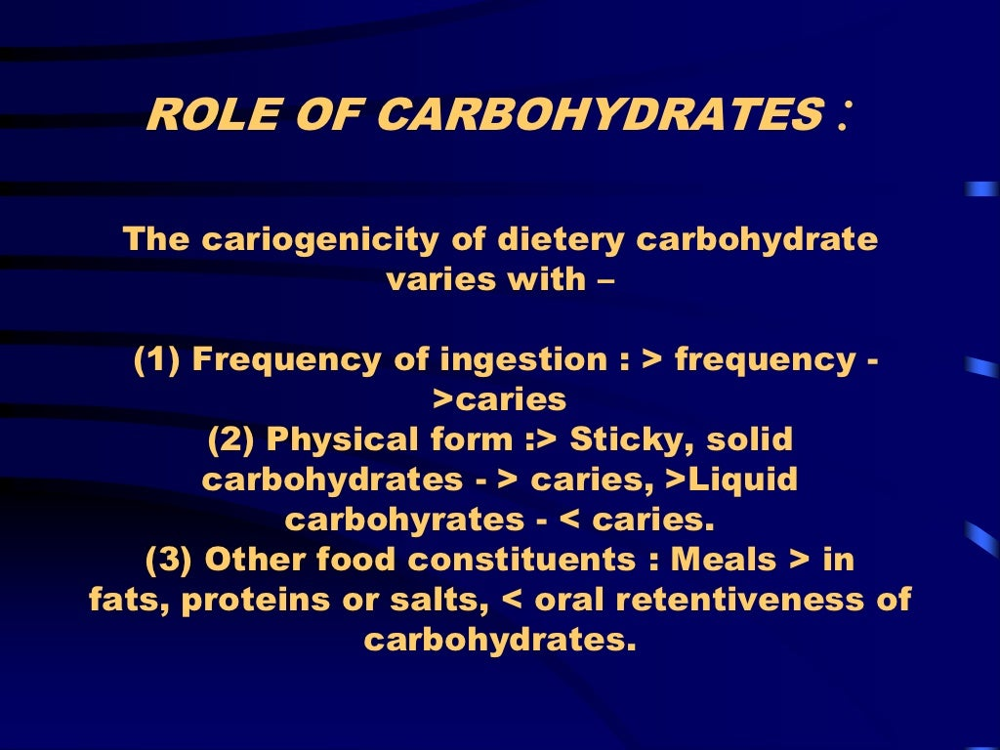 ROLE OF CARBOHYDRATES :
The cariogenicity of dietery carbohydrate
varies with –
(1) Frequency of ingestion : > frequency -
>caries
(2) Physical form :> Sticky, solid
carbohydrates - > caries, >Liquid
carbohyrates - < caries.
(3) Other food constituents : Meals > in
fats, proteins or salts, < oral retentiveness of
carbohydrates.